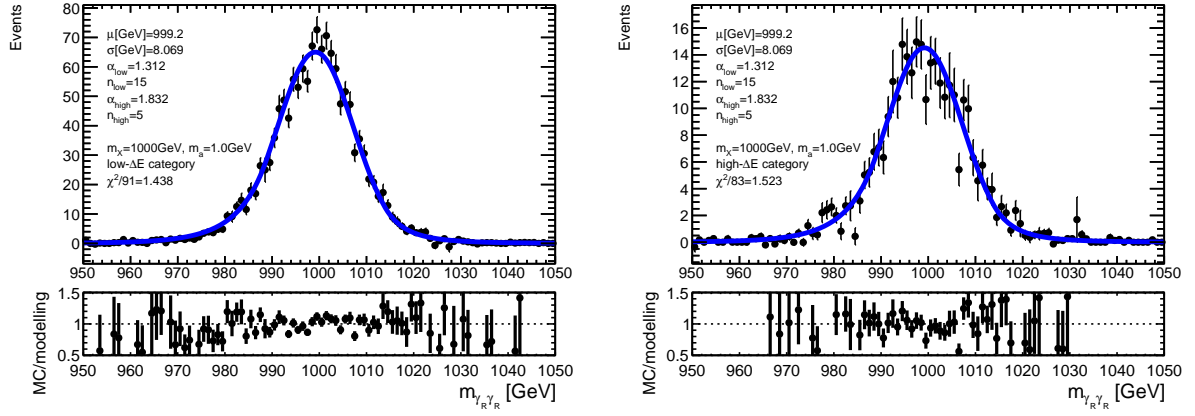 Events
80
70
60
50
40
30
20
10
0
μ[GeV]=999.2
σ[GeV]=8.069
α_low=1.312
n_low=15
α_high=1.832
n_high=5
m_X=1000GeV, m_a=1.0GeV
low-ΔE category
χ²/91=1.438
950 960 970 980 990 1000 1010 1020 1030 1040 1050
MC/modelling
1.5
1
0.5
950 960 970 980 990 1000 1010 1020 1030 1040 1050
m_γ_Rγ_R [GeV]
Events
16
14
12
10
8
6
4
2
0
μ[GeV]=999.2
σ[GeV]=8.069
α_low=1.312
n_low=15
α_high=1.832
n_high=5
m_X=1000GeV, m_a=1.0GeV
high-ΔE category
χ²/83=1.523
950 960 970 980 990 1000 1010 1020 1030 1040 1050
MC/modelling
1.5
1
0.5
950 960 970 980 990 1000 1010 1020 1030 1040 1050
m_γ_Rγ_R [GeV]